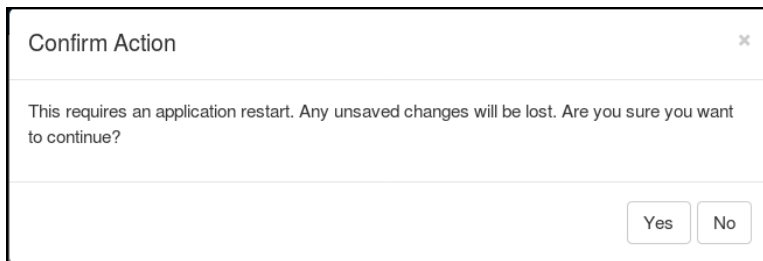 Confirm Action ×
This requires an application restart. Any unsaved changes will be lost. Are you sure you want
to continue?
Yes No